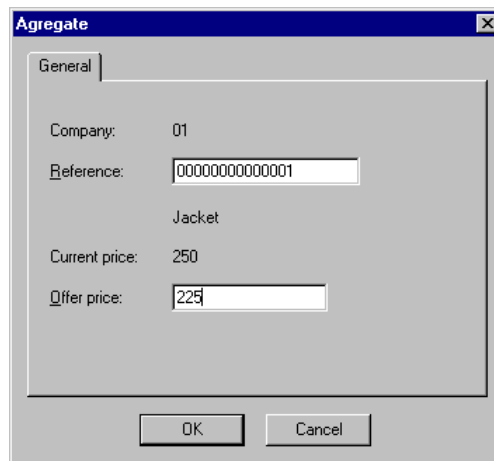 Agregate
General
Company: 01
Reference: 00000000000001
Jacket
Current price: 250
Offer price: 225
OK Cancel